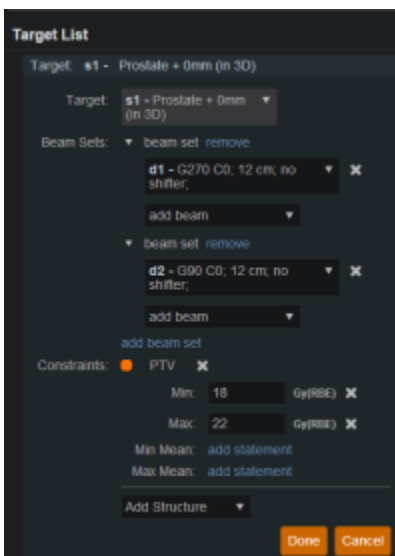 Target List
Target: s1 - Prostate + 0mm (in 3D)
Target: s1 - Prostate + 0mm
(in 3D)
Beam Sets: beam set remove
d1 - G270 C0; 12 cm; no
shifter;
add beam
beam set remove
d2 - G90 C0; 12 cm; no
shifter;
add beam
add beam set
Constraints: PTV
Min: 18 Gy(RBE)
Max: 22 Gy(RBE)
Min Mean: add statement
Max Mean: add statement
Add Structure
Done Cancel